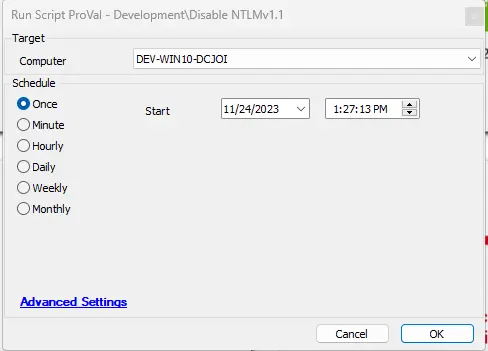 Run Script ProVal - Development\Disable NTLMv1.1
Target
Computer DEV-WIN10-DCJOI
Schedule
Once Start 11/24/2023 1:27:13 PM
Minute
Hourly
Daily
Weekly
Monthly
Advanced Settings
Cancel OK